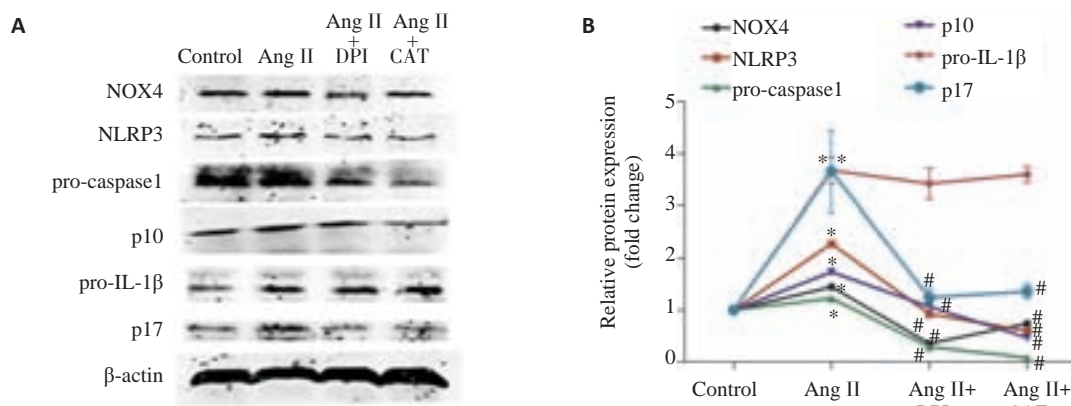 A
Control Ang II Ang II + DPI Ang II + CAT
NOX4
NLRP3
pro-caspase1
p10
pro-IL-1β
p17
β-actin
B
NOX4
NLRP3
pro-caspase1
p10
pro-IL-1β
p17
Relative protein expression
(fold change)
5
4
3
2
1
0
* *
*
*
*
*
#
#
#
#
#
#
#
#
#
#
Control Ang II Ang II+ Ang II+